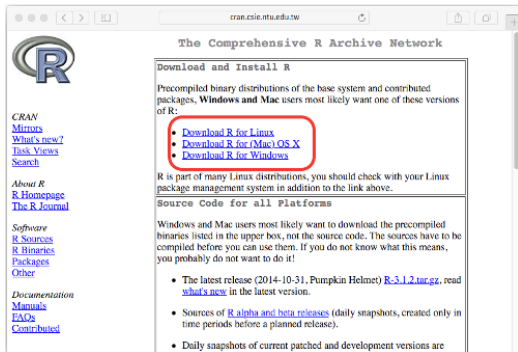 cran.csie.ntu.edu.tw
R
The Comprehensive R Archive Network
CRAN
Mirrors
What's new?
Task Views
Search
About R
R Homepage
The R Journal
Software
R Sources
R Binaries
Packages
Other
Documentation
Manuals
FAQs
Contributed
Download and Install R
Precompiled binary distributions of the base system and contributed
packages, Windows and Mac users most likely want one of these versions
of R:
• Download R for Linux
• Download R for (Mac) OS X
• Download R for Windows
R is part of many Linux distributions, you should check with your Linux
package management system in addition to the link above.
Source Code for all Platforms
Windows and Mac users most likely want to download the precompiled
binaries listed in the upper box, not the source code. The sources have to be
compiled before you can use them. If you do not know what this means,
you probably do not want to do it!
• The latest release (2014-10-31, Pumpkin Helmet) R-3.1.2.tar.gz, read
what's new in the latest version.
• Sources of R alpha and beta releases (daily snapshots, created only in
time periods before a planned release).
• Daily snapshots of current patched and development versions are